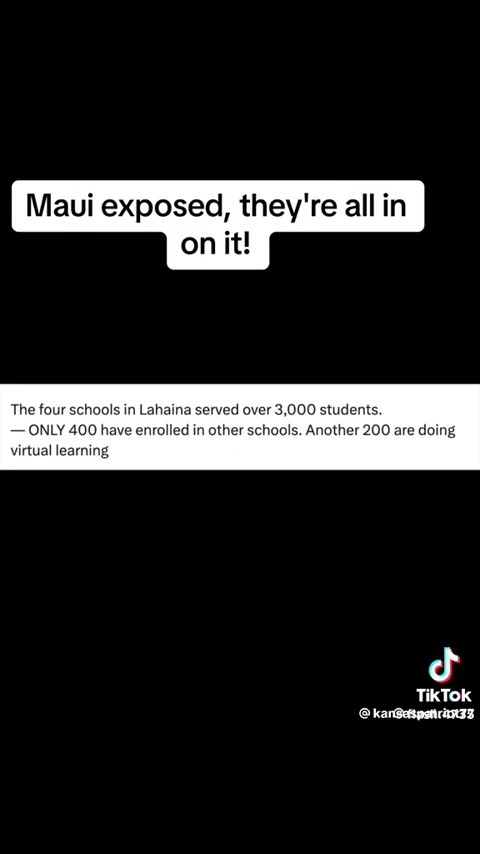 Maui exposed, they're all in
on it!
The four schools in Lahaina served over 3,000 students.
— ONLY 400 have enrolled in other schools. Another 200 are doing
virtual learning
TikTok